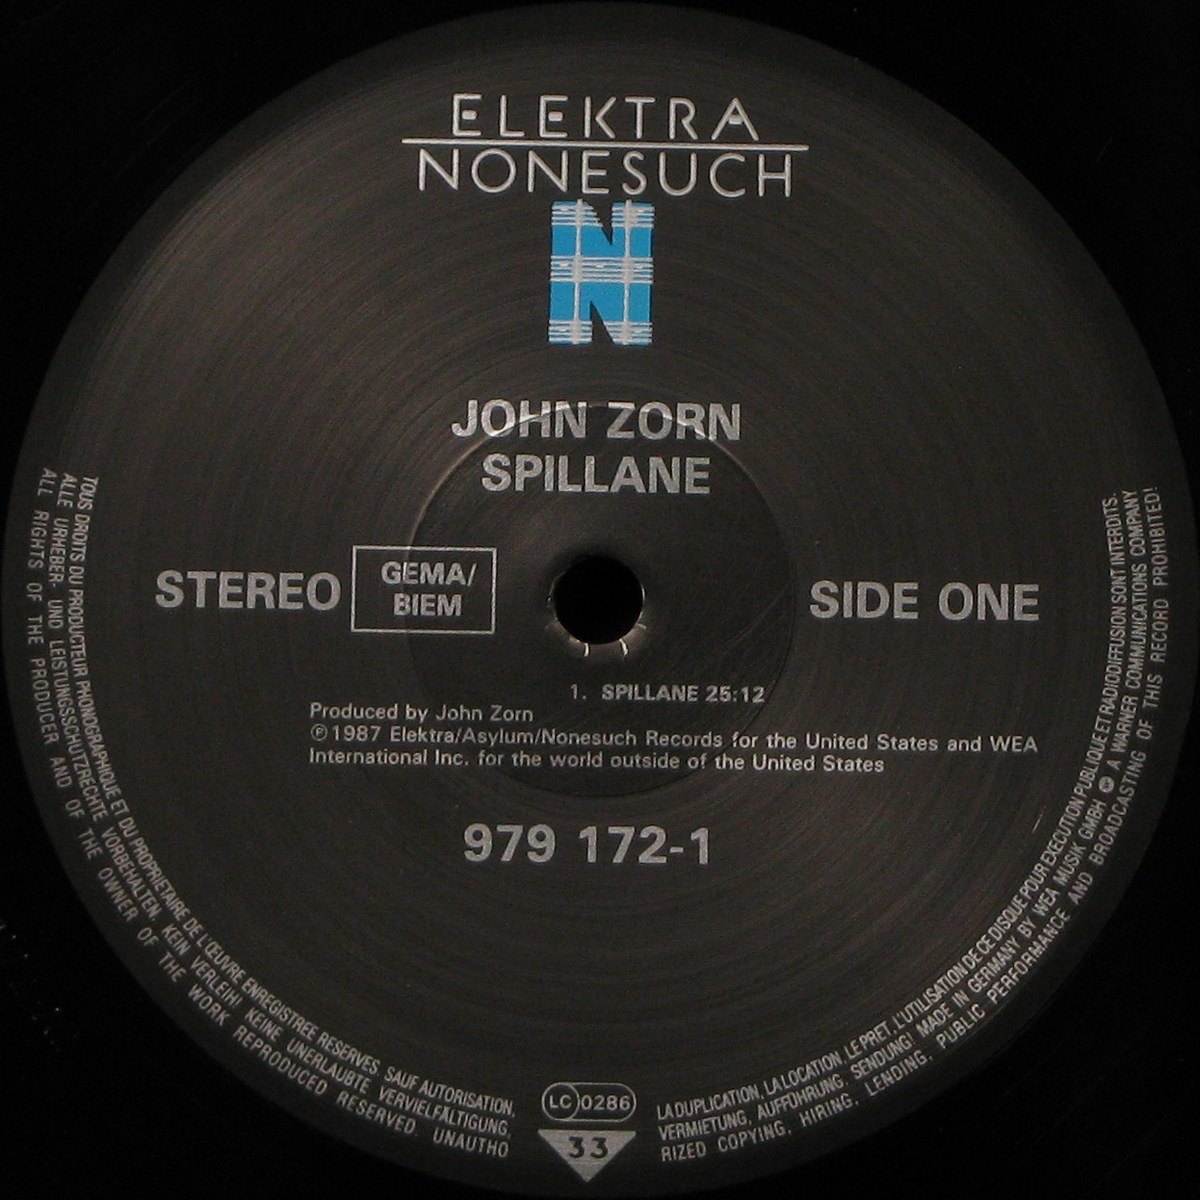 ELEKTRA
NONESUCH
N
JOHN ZORN
SPILLANE
STEREO
GEMA/
BIEM
SIDE ONE
1. SPILLANE 25:12
Produced by John Zorn
℗1987 Elektra/Asylum/Nonesuch Records for the United States and WEA
International Inc. for the world outside of the United States
979 172-1
TOUS DROITS DU PRODUCTEUR PHONOGRAPHIQUE ET DU PROPRIETAIRE DE L'ŒUVRE ENREGISTREE RESERVES. SAUF AUTORISATION,
LA DUPLICATION, LA LOCATION, LE PRET, L'UTILISATION DE CE DISQUE POUR EXECUTION PUBLIQUE ET RADIODIFFUSION SONT INTERDITS.
ALLE URHEBER- UND LEISTUNGSSCHUTZRECHTE VORBEHALTEN. KEIN VERLEIH! KEINE UNERLAUBTE VERVIELFÄLTIGUNG,
VERMIETUNG, AUFFÜHRUNG, SENDUNG! MADE IN GERMANY BY WEA MUSIK GMBH A WARNER COMMUNICATIONS COMPANY
ALL RIGHTS OF THE PRODUCER AND OF THE OWNER OF THE WORK REPRODUCED RESERVED. UNAUTHO
RIZED COPYING, HIRING, LENDING, PUBLIC PERFORMANCE AND BROADCASTING OF THIS RECORD PROHIBITED!
LC 0286
33